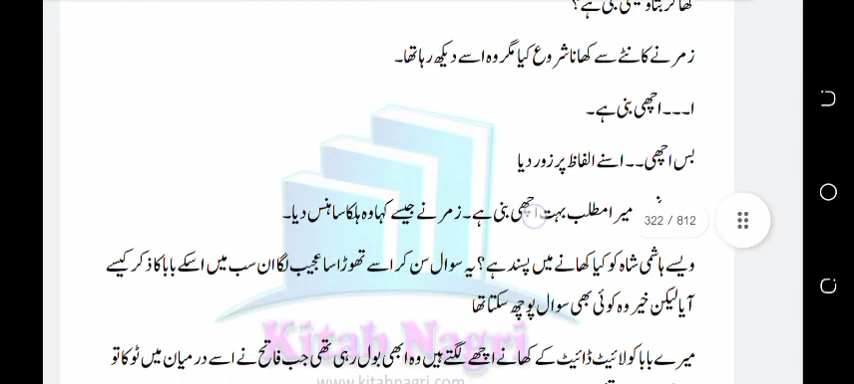 کھا کر بتاو کیسی بنی ہے؟
زمر نے کانٹے سے کھانا شروع کیا مگر وہ اسے دیکھ رہا تھا۔
ا۔۔۔اچھی بنی ہے۔
بس اچھی۔۔اسنے الفاظ پر زور دیا
میرا مطلب بہت اچھی بنی ہے۔زمر نے جیسے کہا وہ ہلکا سا ہنس دیا۔
322 / 812
ویسے ہاشمی شاہ کو کیا کھانے میں پسند ہے؟ یہ سوال سن کر اسے تھوڑا سا عجیب لگا ان سب میں اسکے بابا کا ذکر کیسے
آیا لیکن خیر وہ کوئی بھی سوال پوچھ سکتا تھا
میرے بابا کو لائیٹ ڈائیٹ کے کھانے اچھے لگتے ہیں وہ ابھی بول رہی تھی جب فاتح نے اسے درمیان میں ٹوکا تو
Kitab Nagri
www.kitabnagri.com